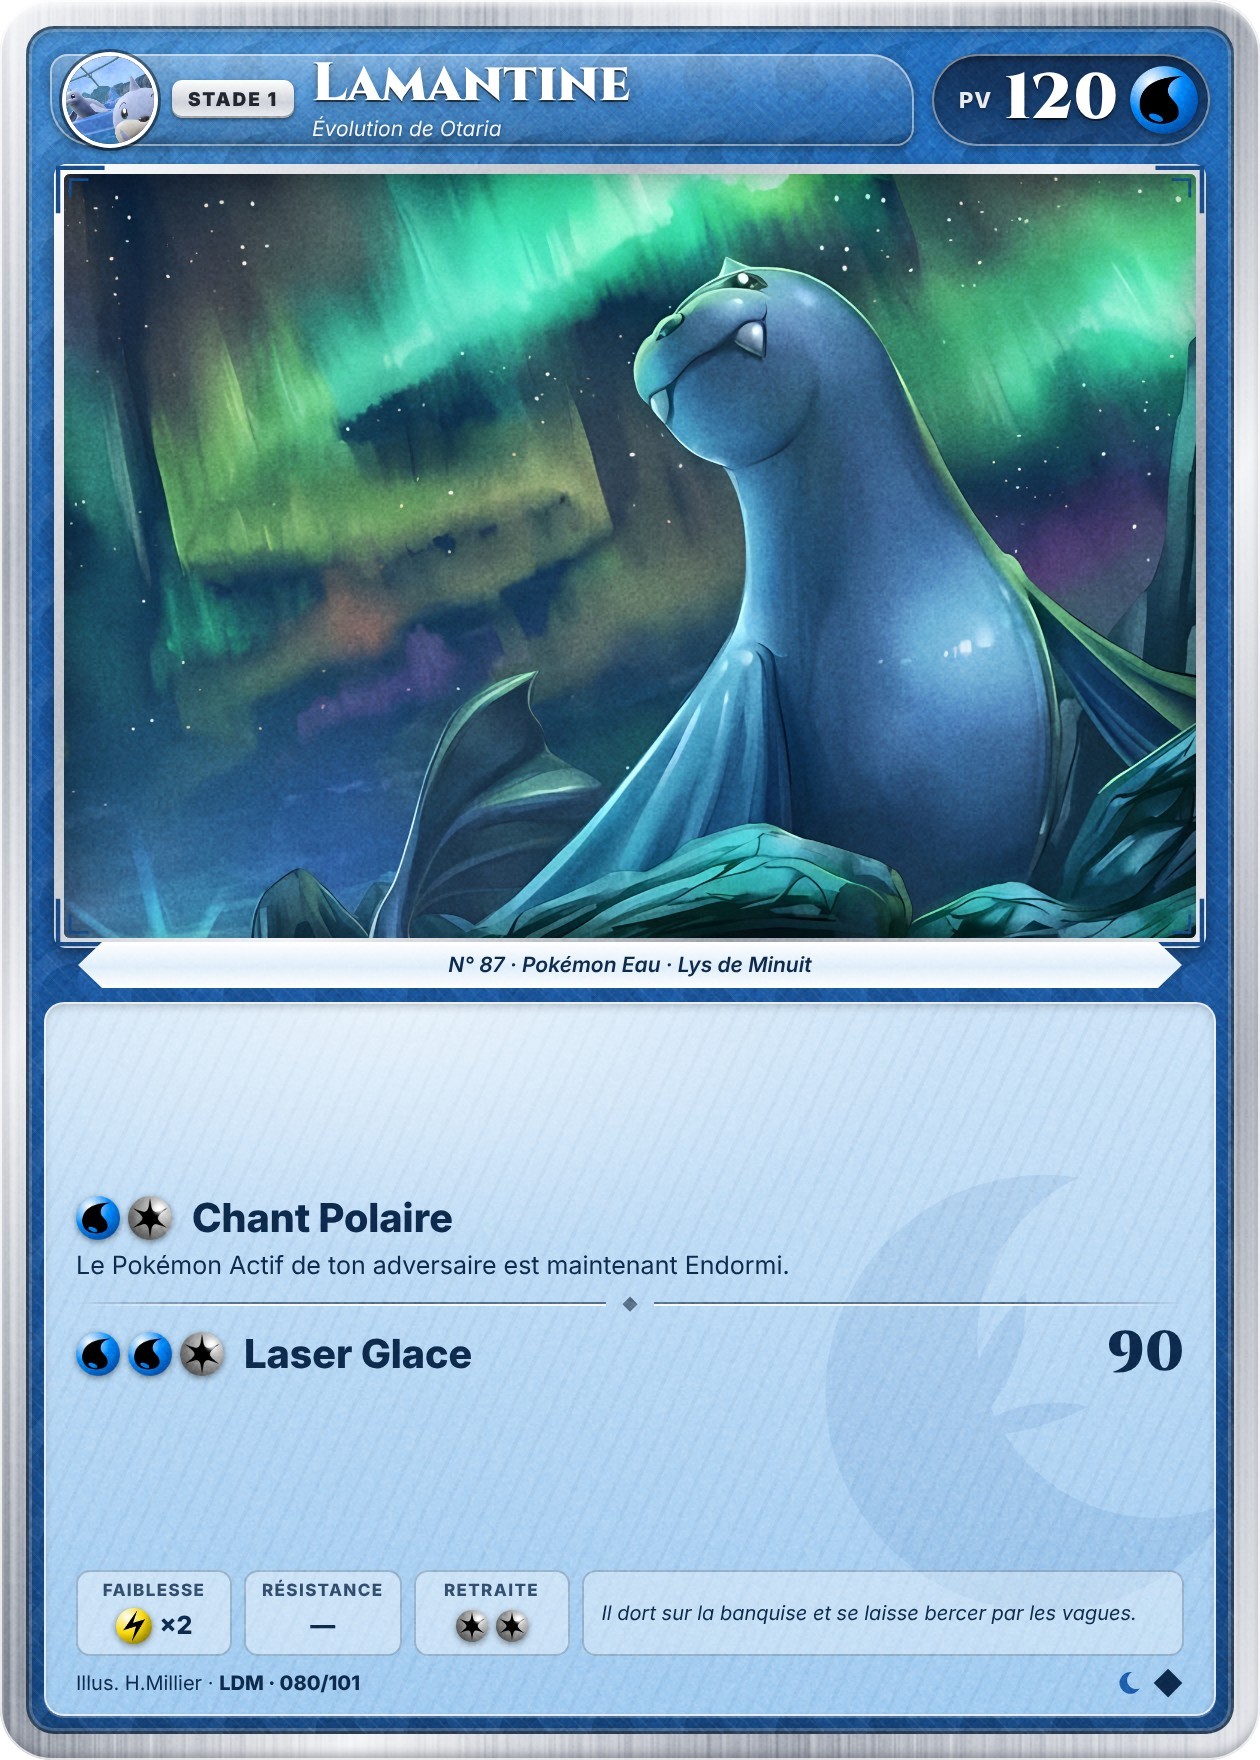 STADE 1
LAMANTINE
Évolution de Otaria
PV 120
N° 87 · Pokémon Eau · Lys de Minuit
Chant Polaire
Le Pokémon Actif de ton adversaire est maintenant Endormi.
Laser Glace 90
FAIBLESSE
×2
RÉSISTANCE
—
RETRAITE
Il dort sur la banquise et se laisse bercer par les vagues.
Illus. H.Millier · LDM · 080/101